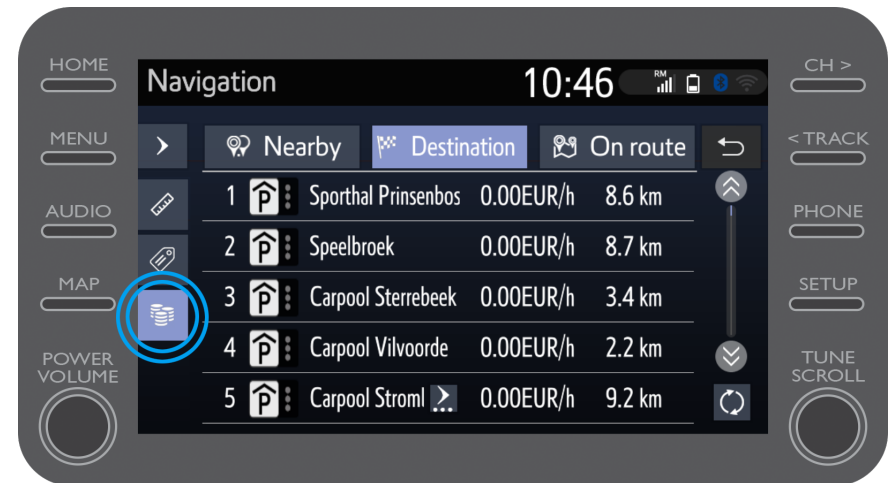 HOME
CH >
Navigation 10:46 RM
MENU
< TRACK
Nearby Destination On route
1 P Sporthal Prinsenbos 0.00EUR/h 8.6 km
AUDIO
PHONE
2 P Speelbroek 0.00EUR/h 8.7 km
MAP
SETUP
3 P Carpool Sterrebeek 0.00EUR/h 3.4 km
4 P Carpool Vilvoorde 0.00EUR/h 2.2 km
POWER
VOLUME
TUNE
SCROLL
5 P Carpool Stroml 0.00EUR/h 9.2 km